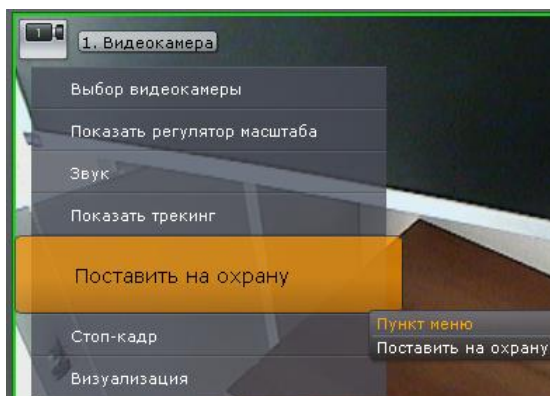 1
1. Видеокамера
Выбор видеокамеры
Показать регулятор масштаба
Звук
Показать трекинг
Поставить на охрану
Пункт меню
Поставить на охрану
Стоп-кадр
Визуализация